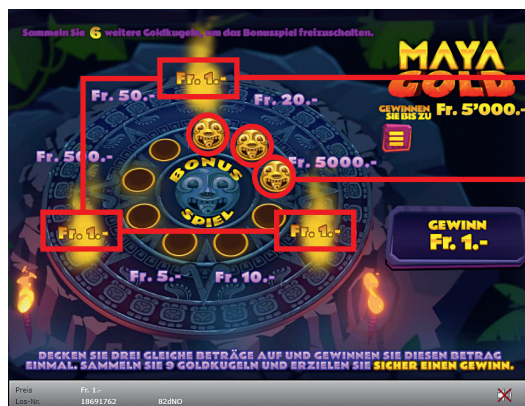 Sammeln Sie 6 weitere Goldkugeln, um das Bonusspiel freizuschalten.
MAYA
GOLD
GEWINNEN
SIE BIS ZU Fr. 5'000.-
Fr. 1.-
Fr. 50.-
Fr. 20.-
Fr. 500.-
Fr. 5000.-
BONUS
SPIEL
Fr. 1.-
Fr. 1.-
Fr. 5.-
Fr. 10.-
GEWINN
Fr. 1.-
DECKEN SIE DREI GLEICHE BETRÄGE AUF UND GEWINNEN SIE DIESEN BETRAG
EINMAL. SAMMELN SIE 9 GOLDKUGELN UND ERZIELEN SIE SICHER EINEN GEWINN.
Preis Fr. 1.-
Los-Nr. 18691762 82dNO